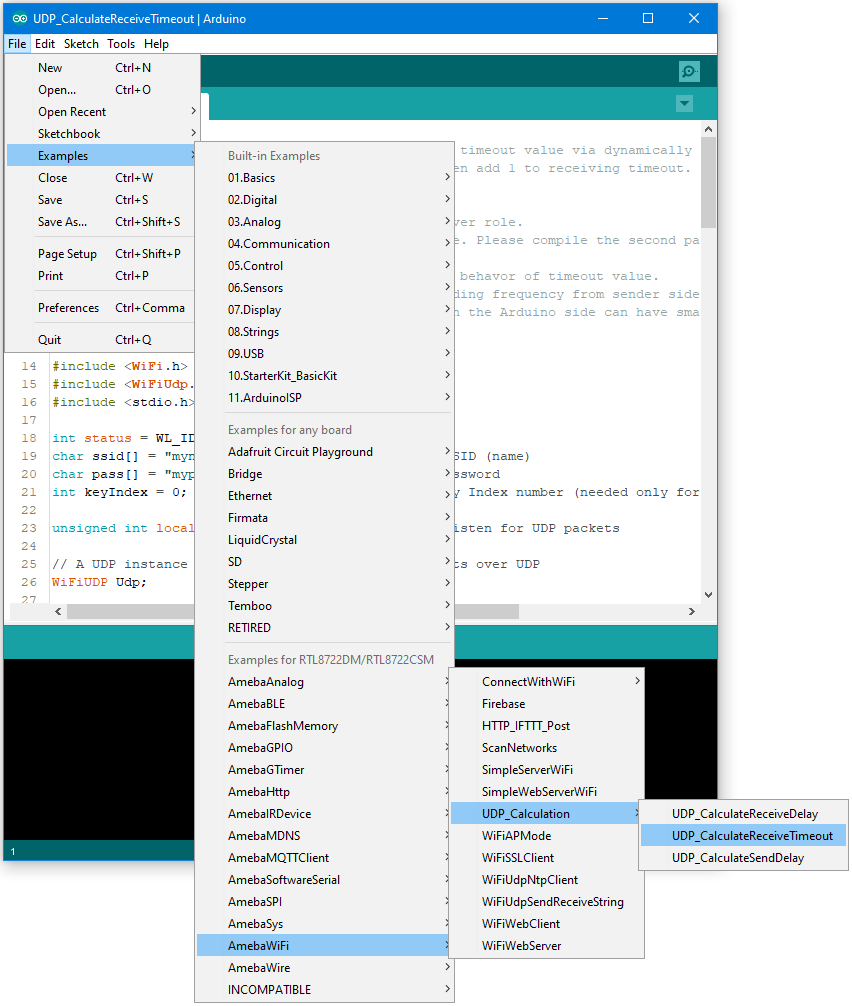 UDP_CalculateReceiveTimeout | Arduino
File Edit Sketch Tools Help
New Ctrl+N
Open... Ctrl+O
Open Recent
Sketchbook
Examples
Close Ctrl+W
Save Ctrl+S
Save As... Ctrl+Shift+S
Page Setup Ctrl+Shift+P
Print Ctrl+P
Preferences Ctrl+Comma
Quit Ctrl+Q
Built-in Examples
01.Basics
02.Digital
03.Analog
04.Communication
05.Control
06.Sensors
07.Display
08.Strings
09.USB
10.StarterKit_BasicKit
11.ArduinoISP
Examples for any board
Adafruit Circuit Playground
Bridge
Ethernet
Firmata
LiquidCrystal
SD
Stepper
Temboo
RETIRED
Examples for RTL8722DM/RTL8722CSM
AmebaAnalog
AmebaBLE
AmebaFlashMemory
AmebaGPIO
AmebaGTimer
AmebaHttp
AmebaIRDevice
AmebaMDNS
AmebaMQTTClient
AmebaSoftwareSerial
AmebaSPI
AmebaSys
AmebaWiFi
AmebaWire
INCOMPATIBLE
ConnectWithWiFi
Firebase
HTTP_IFTTT_Post
ScanNetworks
SimpleServerWiFi
SimpleWebServerWiFi
UDP_Calculation
WiFiAPMode
WiFiSSLClient
WiFiUdpNtpClient
WiFiUdpSendReceiveString
WiFiWebClient
WiFiWebServer
UDP_CalculateReceiveDelay
UDP_CalculateReceiveTimeout
UDP_CalculateSendDelay
timeout value via dynamically
en add 1 to receiving timeout.
ver role.
e. Please compile the second pa
behavor of timeout value.
ding frequency from sender side
n the Arduino side can have sma
14 #include <WiFi.h>
15 #include <WiFiUdp.
16 #include <stdio.h>
17
18 int status = WL_ID
19 char ssid[] = "myn SID (name)
20 char pass[] = "myp ssword
21 int keyIndex = 0; y Index number (needed only for
22
23 unsigned int local isten for UDP packets
24
25 // A UDP instance ts over UDP
26 WiFiUDP Udp;
27
1